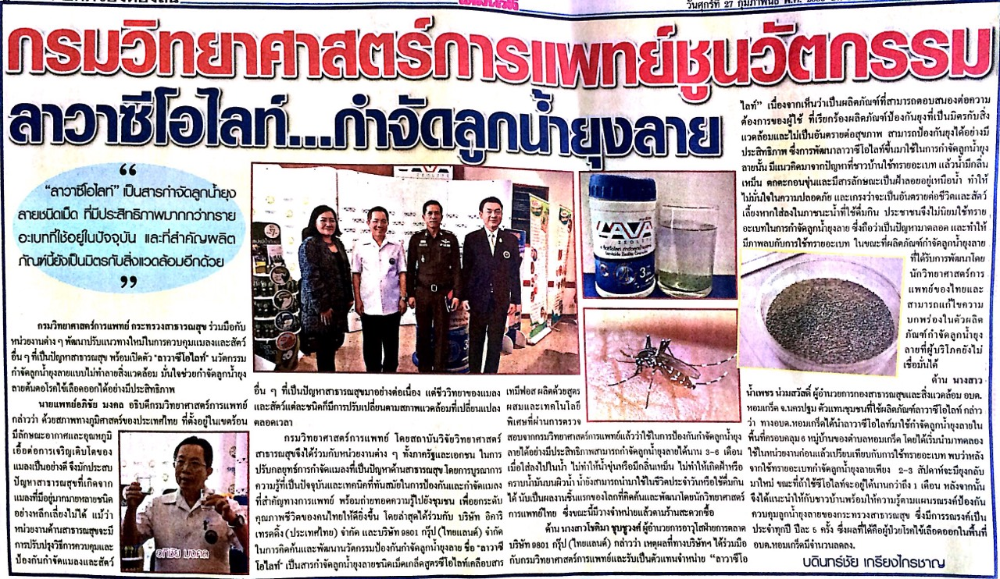 วันศุกร์ที่ 27 กุมภาพันธ์ พ.ศ.
กรมวิทยาศาสตร์การแพทย์ชูนวัตกรรม
ลาวาซีโอไลท์...กำจัดลูกน้ำยุงลาย
“
“ลาวาซีโอไลท์” เป็นสารกำจัดลูกน้ำยุง
ลายชนิดเม็ด ที่มีประสิทธิภาพมากกว่าทราย
อะเบทที่ใช้อยู่ในปัจจุบัน และที่สำคัญผลิต
ภัณฑ์นี้ยังเป็นมิตรกับสิ่งแวดล้อมอีกด้วย
”
กรมวิทยาศาสตร์การแพทย์ กระทรวงสาธารณสุข ร่วมมือกับ
หน่วยงานต่าง ๆ พัฒนาปรับแนวทางใหม่ในการควบคุมแมลงและสัตว์
อื่น ๆ ที่เป็นปัญหาสาธารณสุข พร้อมเปิดตัว "ลาวาซีโอไลท์" นวัตกรรม
กำจัดลูกน้ำยุงลายแบบไม่ทำลายสิ่งแวดล้อม มั่นใจช่วยกำจัดลูกน้ำยุง
ลายต้นตอโรคไข้เลือดออกได้อย่างมีประสิทธิภาพ
นายแพทย์อภิชัย มงคล อธิบดีกรมวิทยาศาสตร์การแพทย์
กล่าวว่า ด้วยสภาพทางภูมิศาสตร์ของประเทศไทย ที่ตั้งอยู่ในเขตร้อน
มีลักษณะอากาศและอุณหภูมิ
เอื้อต่อการเจริญเติบโตของ
แมลงเป็นอย่างดี จึงมักประสบ
ปัญหาสาธารณสุขที่เกิดจาก
แมลงที่มีอยู่มากมายหลายชนิด
อย่างหลีกเลี่ยงไม่ได้ แม้ว่า
หน่วยงานด้านสาธารณสุขจะมี
การปรับปรุงวิธีการควบคุมและ
ป้องกันกำจัดแมลงและสัตว์
อภิชัย มงคล
อื่น ๆ ที่เป็นปัญหาสาธารณสุขมาอย่างต่อเนื่อง แต่ชีววิทยาของแมลง
และสัตว์แต่ละชนิดก็มีการปรับเปลี่ยนตามสภาพแวดล้อมที่เปลี่ยนแปลง
ตลอดเวลา
กรมวิทยาศาสตร์การแพทย์ โดยสถาบันวิจัยวิทยาศาสตร์
สาธารณสุขจึงได้ร่วมกับหน่วยงานต่าง ๆ ทั้งภาครัฐและเอกชน ในการ
ปรับกลยุทธ์การกำจัดแมลงที่เป็นปัญหาด้านสาธารณสุข โดยการบูรณาการ
ความรู้ที่เป็นปัจจุบันและเทคนิคที่ทันสมัยในการป้องกันและกำจัดแมลง
ที่สำคัญทางการแพทย์ พร้อมถ่ายทอดความรู้ไปยังชุมชน เพื่อยกระดับ
คุณภาพชีวิตของคนไทยให้ดียิ่งขึ้น โดยล่าสุดได้ร่วมกับ บริษัท อิคาริ
เทรดดิ้ง (ประเทศไทย) จำกัด และบริษัท 9801 กรุ๊ป (ไทยแลนด์) จำกัด
ในการคิดค้นและพัฒนานวัตกรรมป้องกันกำจัดลูกน้ำยุงลาย ชื่อ "ลาวาซี
โอไลท์" เป็นสารกำจัดลูกน้ำยุงลายชนิดเม็ดเคล็ดสูตรซีโอไลท์เคลือบสาร
เทมีฟอส ผลิตด้วยสูตร
ผสมและเทคโนโลยี
พิเศษที่ผ่านการตรวจ
สอบจากกรมวิทยาศาสตร์การแพทย์แล้วว่าใช้ในการป้องกันกำจัดลูกน้ำยุง
ลายได้อย่างมีประสิทธิภาพสามารถกำจัดลูกน้ำยุงลายได้นาน 3-6 เดือน
เมื่อใส่ลงไปในน้ำ ไม่ทำให้น้ำขุ่นหรือมีกลิ่นเหม็น ไม่ทำให้เกิดฝ้าหรือ
คราบน้ำมันบนผิวน้ำ น้ำยังสามารถนำมาใช้ในชีวิตประจำวันหรือใช้ดื่มกิน
ได้ นับเป็นผลงานชิ้นแรกของโลกที่คิดค้นและพัฒนาโดยนักวิทยาศาสตร์
การแพทย์ไทย ซึ่งขณะนี้มีวางจำหน่ายแล้วตามร้านสะดวกซื้อ
ด้าน นางสาวโชติมา ชุบชูวงศ์ ผู้อำนวยการอาวุโสฝ่ายการตลาด
บริษัท 9801 กรุ๊ป (ไทยแลนด์) กล่าวว่า เหตุผลที่ทางบริษัทฯ ได้ร่วมมือ
กับกรมวิทยาศาสตร์การแพทย์และรับเป็นตัวแทนจำหน่าย “ลาวาซีโอ
ไลท์” เนื่องจากเห็นว่าเป็นผลิตภัณฑ์ที่สามารถตอบสนองต่อความ
ต้องการของผู้ใช้ ที่เรียกร้องผลิตภัณฑ์ป้องกันยุงที่เป็นมิตรกับสิ่ง
แวดล้อมและไม่เป็นอันตรายต่อสุขภาพ สามารถป้องกันยุงได้อย่างมี
ประสิทธิภาพ ซึ่งการพัฒนาลาวาซีโอไลท์ขึ้นมาใช้ในการกำจัดลูกน้ำยุง
ลายนั้น มีแนวคิดมาจากปัญหาที่ชาวบ้านใช้ทรายอะเบท แล้วน้ำมีกลิ่น
เหม็น ตกตะกอนขุ่นและมีสารลักษณะเป็นฝ้าลอยอยู่เหนือน้ำ ทำให้
ไม่มั่นใจในความปลอดภัย และเกรงว่าจะเป็นอันตรายต่อชีวิตและสัตว์
เลี้ยงหากใส่ลงในภาชนะน้ำที่ใช้ดื่มกิน ประชาชนจึงไม่นิยมใช้ทราย
อะเบทในการกำจัดลูกน้ำยุงลาย ซึ่งถือว่าเป็นปัญหามาตลอด และทำให้
มีภาพลบกับการใช้ทรายอะเบท ในขณะที่ผลิตภัณฑ์กำจัดลูกน้ำยุงลาย
ที่ได้รับการพัฒนาโดย
นักวิทยาศาสตร์การ
แพทย์ของไทยและ
สามารถแก้ไขความ
บกพร่องในตัวผลิต
ภัณฑ์กำจัดลูกน้ำยุง
ลายที่ผู้บริโภคยังไม่
เชื่อมั่นได้
ด้าน นางสาว
น้ำเพชร น่วมสวัสดิ์ ผู้อำนวยการกองสาธารณสุขและสิ่งแวดล้อม อบต.
หอมเกร็ด จ.นครปฐม ตัวแทนชุมชนที่ใช้ผลิตภัณฑ์ลาวาซีโอไลท์ กล่าว
ว่า ทางอบต.หอมเกร็ดได้นำลาวาซีโอไลท์มาใช้กำจัดลูกน้ำยุงลายใน
พื้นที่ครอบคลุม 6 หมู่บ้านของตำบลหอมเกร็ด โดยได้เริ่มนำมาทดลอง
ใช้ในหน่วยงานก่อนแล้วเปรียบเทียบกับการใช้ทรายอะเบท พบว่าหลัง
จากใช้ทรายอะเบทกำจัดลูกน้ำยุงลายเพียง 2-3 สัปดาห์จะมียุงกลับ
มาใหม่ ขณะที่ถ้าใช้ซีโอไลท์จะอยู่ได้นานกว่าถึง 1 เดือน หลังจากนั้น
จึงได้แนะนำให้กับชาวบ้านพร้อมให้ความรู้ตามแผนรณรงค์ป้องกัน
ควบคุมลูกน้ำยุงลายของกระทรวงสาธารณสุข ซึ่งมีการรณรงค์เป็น
ประจำทุกปี ปีละ 5 ครั้ง ซึ่งผลที่ได้คือผู้ป่วยโรคไข้เลือดออกในพื้นที่
อบต.หอมเกร็ดมีจำนวนลดลง
บดินทร์ชัย เกรียงไกรชาญ
LAVA
ZEOLITE